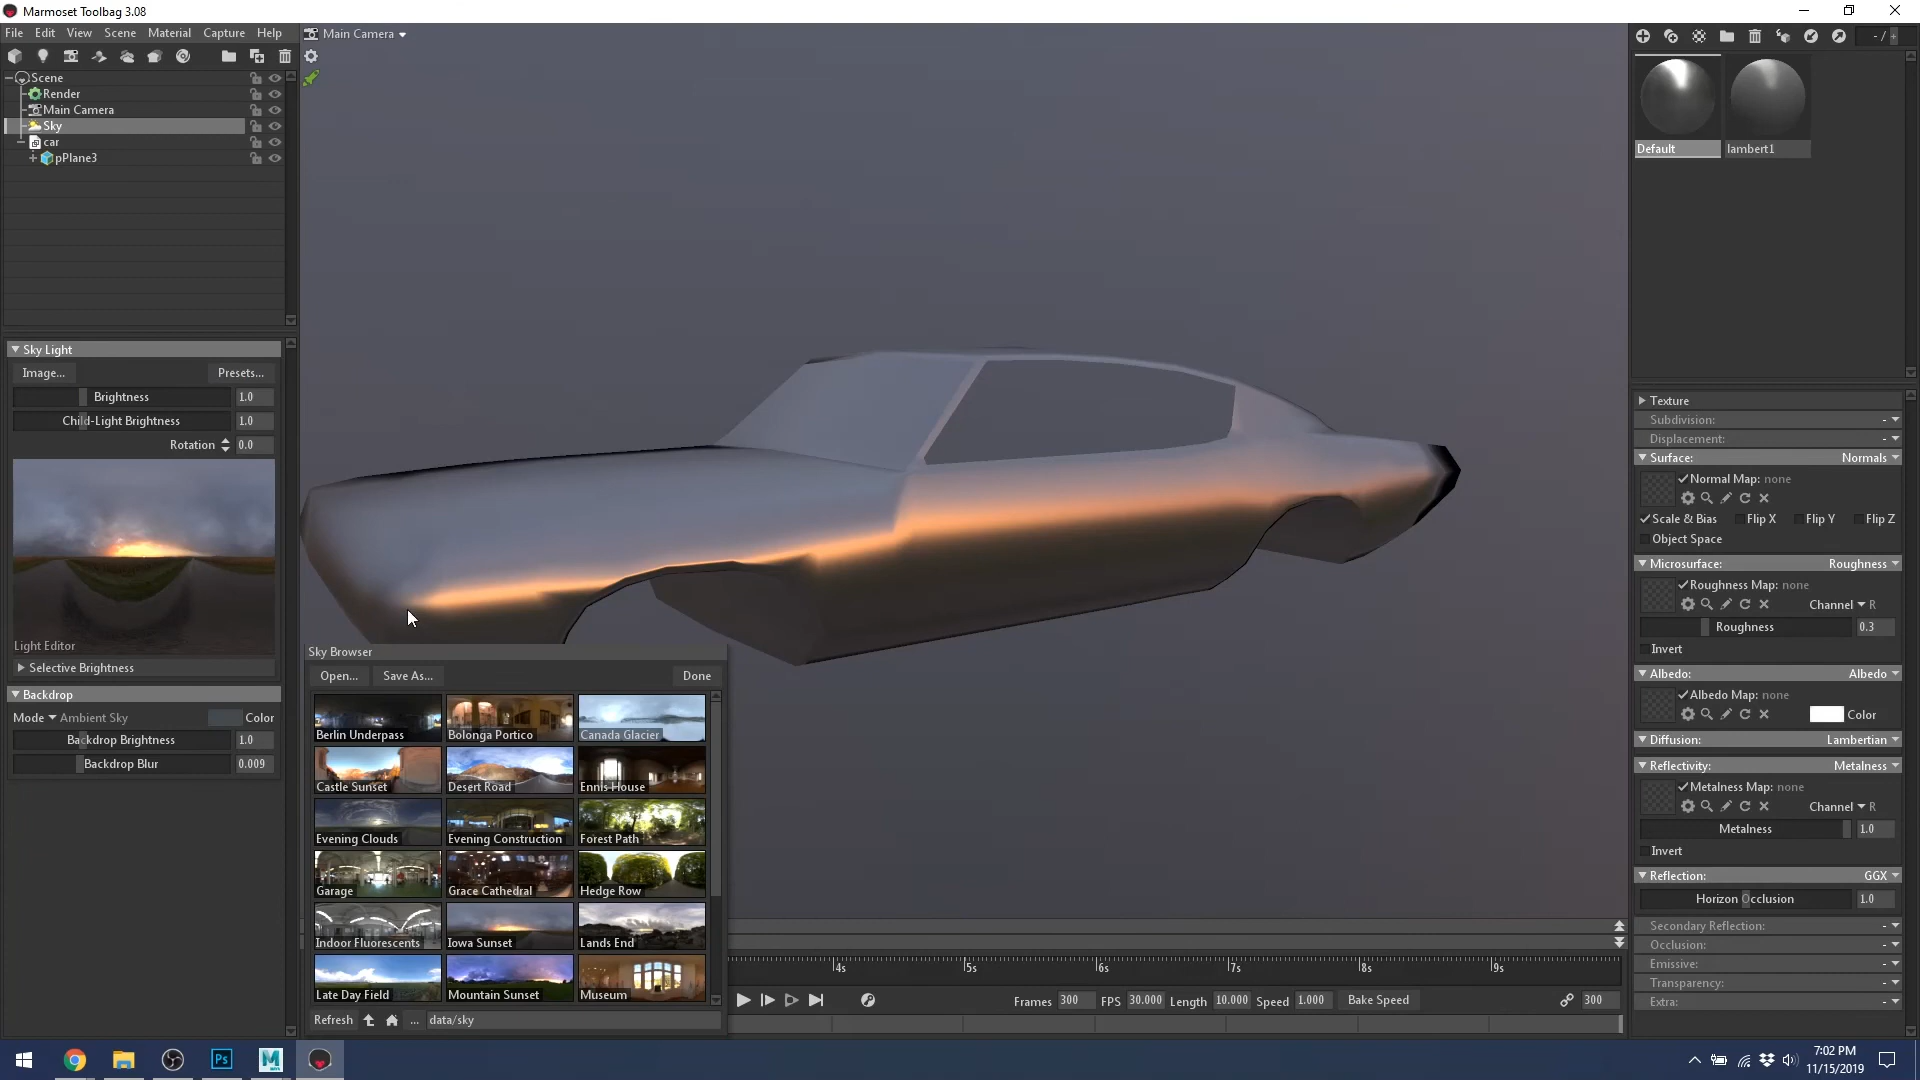 Marmoset Toolbag 3.08
File Edit View Scene Material Capture Help
Main Camera
- / +
Scene
Render
Main Camera
Sky
car
pPlane3
Default
lambert1
Sky Light
Image...
Presets...
Brightness 1.0
Child-Light Brightness 1.0
Rotation 0.0
Light Editor
Selective Brightness
Backdrop
Mode Ambient Sky Color
Backdrop Brightness 1.0
Backdrop Blur 0.009
Sky Browser
Open... Save As... Done
Berlin Underpass Bolonga Portico Canada Glacier
Castle Sunset Desert Road Ennis House
Evening Clouds Evening Construction Forest Path
Garage Grace Cathedral Hedge Row
Indoor Fluorescents Iowa Sunset Lands End
Late Day Field Mountain Sunset Museum
Refresh ... data/sky
4s 5s 6s 7s 8s 9s
Frames 300 FPS 30.000 Length 10.000 Speed 1.000 Bake Speed 300
Texture
Subdivision: -
Displacement: -
Surface: Normals
Normal Map: none
Scale & Bias Flip X Flip Y Flip Z
Object Space
Microsurface: Roughness
Roughness Map: none
Channel R
Roughness 0.3
Invert
Albedo: Albedo
Albedo Map: none
Color
Diffusion: Lambertian
Reflectivity: Metalness
Metalness Map: none
Channel R
Metalness 1.0
Invert
Reflection: GGX
Horizon Occlusion 1.0
Secondary Reflection: -
Occlusion: -
Emissive: -
Transparency: -
Extra: -
Ps
M
7:02 PM
11/15/2019